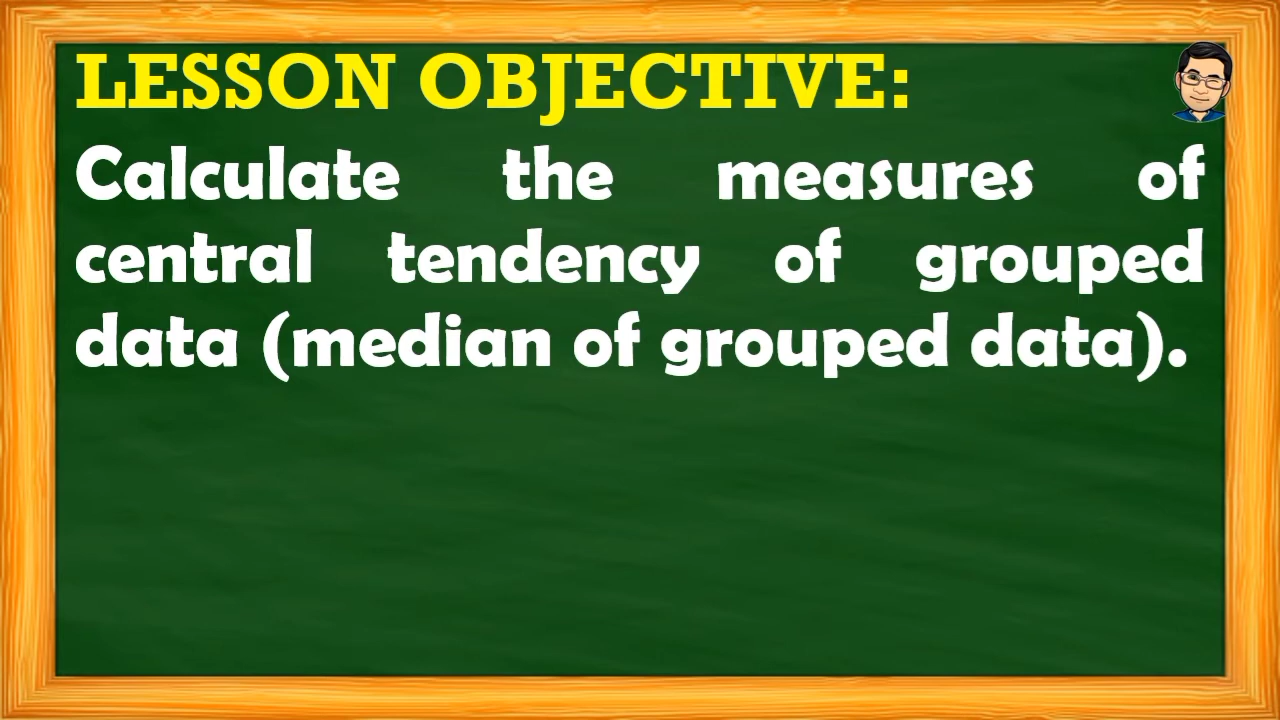 LESSON OBJECTIVE:
Calculate the measures of
central tendency of grouped
data (median of grouped data).